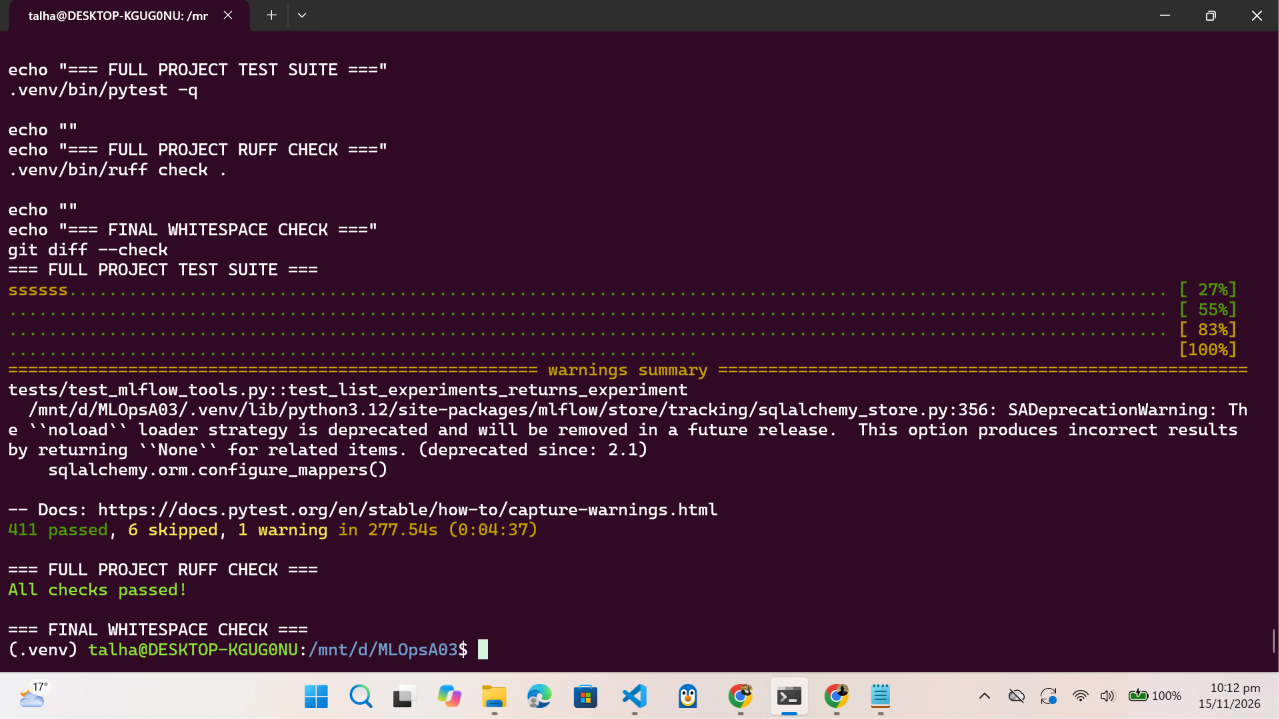 talha@DESKTOP-KGUG0NU: /mr
echo "=== FULL PROJECT TEST SUITE ==="
.venv/bin/pytest -q
echo ""
echo "=== FULL PROJECT RUFF CHECK ==="
.venv/bin/ruff check .
echo ""
echo "=== FINAL WHITESPACE CHECK ==="
git diff --check
=== FULL PROJECT TEST SUITE ===
ssssss.............................................................................................................. [ 27%]
.................................................................................................................... [ 55%]
.................................................................................................................... [ 83%]
..................................................................... [100%]
===================================================== warnings summary =====================================================
tests/test_mlflow_tools.py::test_list_experiments_returns_experiment
/mnt/d/MLOpsA03/.venv/lib/python3.12/site-packages/mlflow/store/tracking/sqlalchemy_store.py:356: SADeprecationWarning: Th
e ``noload`` loader strategy is deprecated and will be removed in a future release.  This option produces incorrect results
by returning ``None`` for related items. (deprecated since: 2.1)
sqlalchemy.orm.configure_mappers()
-- Docs: https://docs.pytest.org/en/stable/how-to/capture-warnings.html
411 passed, 6 skipped, 1 warning in 277.54s (0:04:37)
=== FULL PROJECT RUFF CHECK ===
All checks passed!
=== FINAL WHITESPACE CHECK ===
(.venv) talha@DESKTOP-KGUG0NU:/mnt/d/MLOpsA03$
17°
100%
10:12 pm
15/11/2026